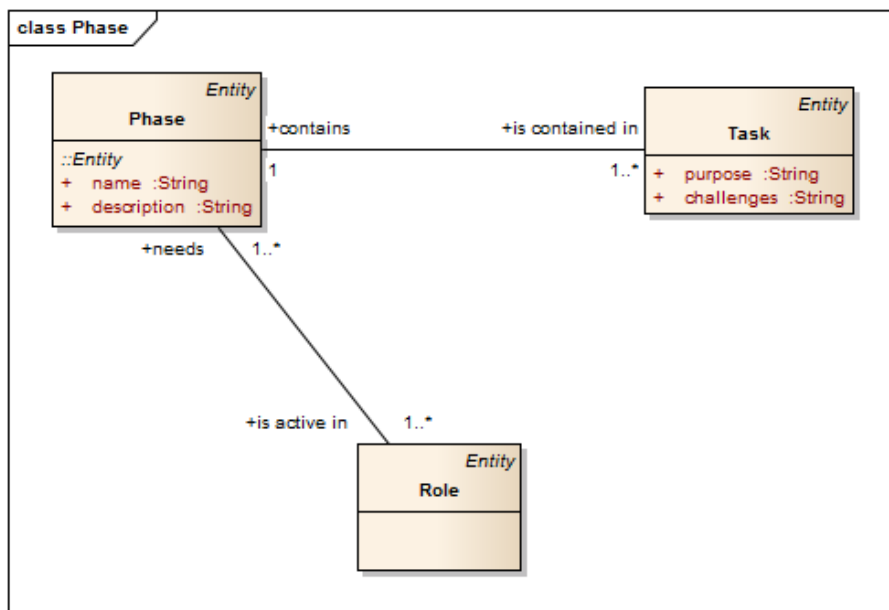 class Phase
Entity
Phase
::Entity
+ name :String
+ description :String
+contains
1
+is contained in
1..*
Entity
Task
+ purpose :String
+ challenges :String
+needs
1..*
+is active in
1..*
Entity
Role